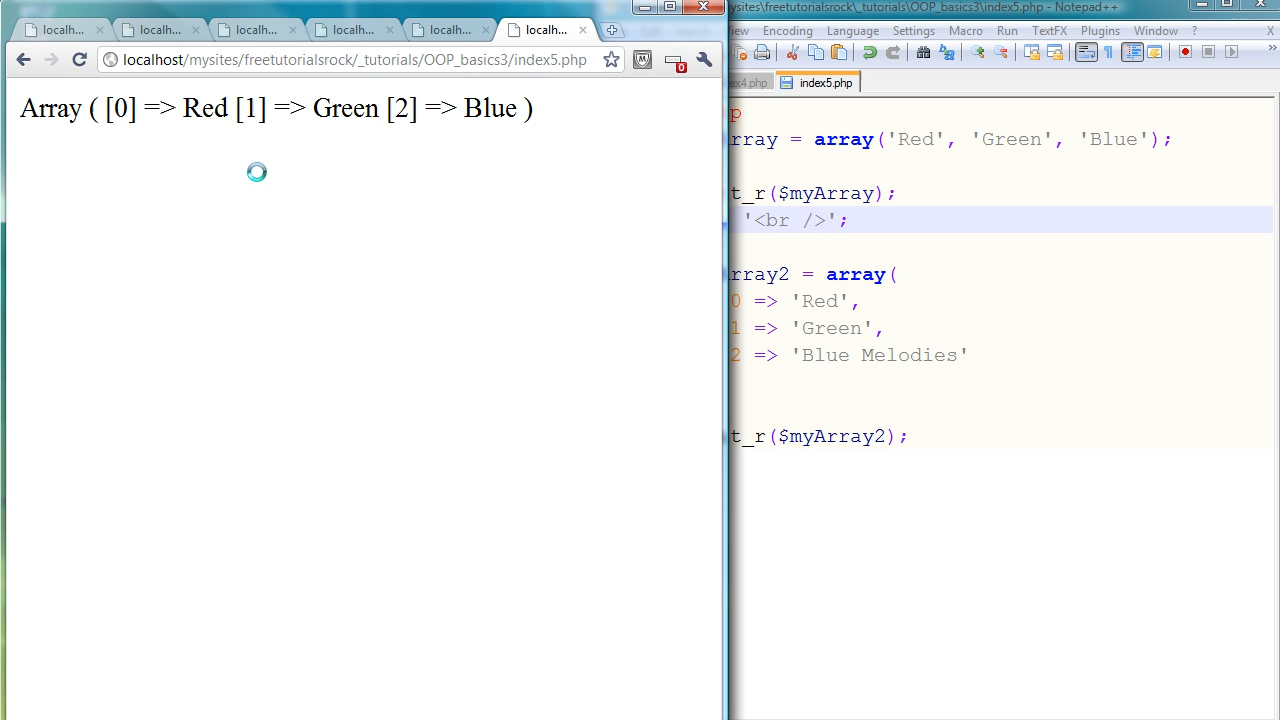 localh... localh... localh... localh... localh... localh...
localhost/mysites/freetutorialsrock/_tutorials/OOP_basics3/index5.php
0
Array ( [0] => Red [1] => Green [2] => Blue )
ysites\freetutorialsrock\_tutorials\OOP_basics3\index5.php - Notepad++
View Encoding Language Settings Macro Run TextFX Plugins Window ? X
ex4.php index5.php
p
rray = array('Red', 'Green', 'Blue');
t_r($myArray);
'<br />';
rray2 = array(
0 => 'Red',
1 => 'Green',
2 => 'Blue Melodies'
t_r($myArray2);